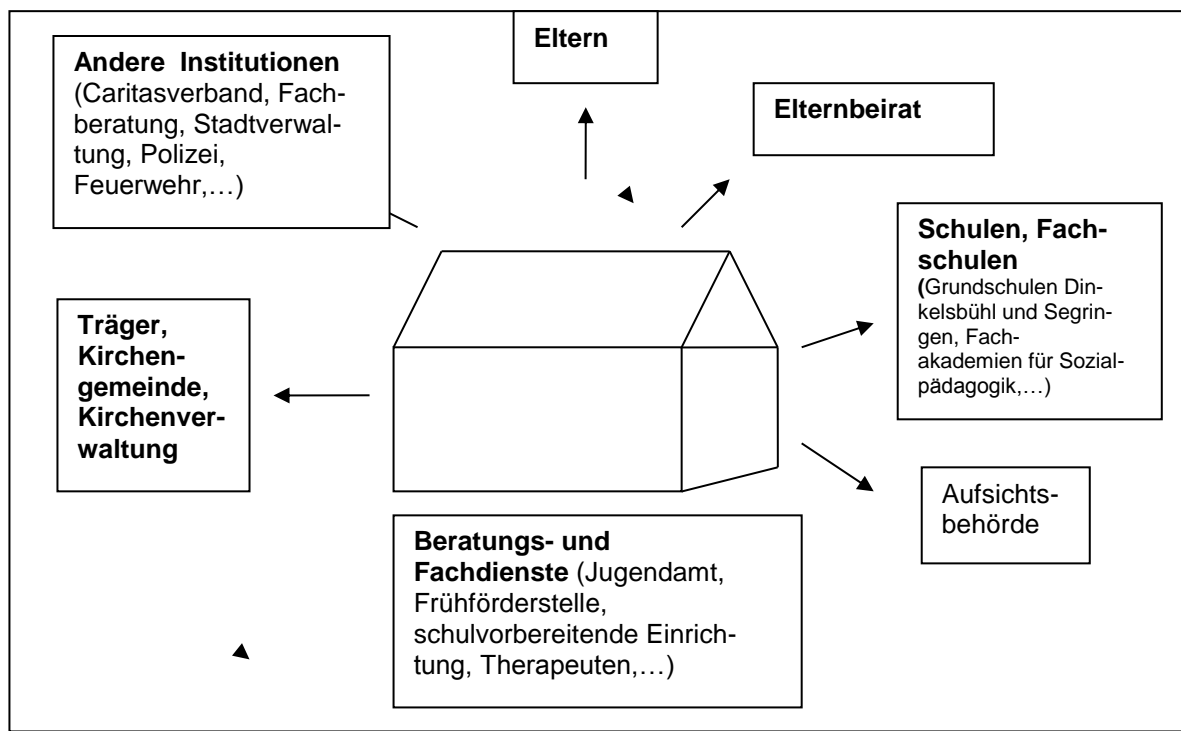 Eltern
Andere Institionen
(Caritasverband, Fach-
beratung, Stadtverwal-
tung, Polizei,
Feuerwehr,…)
Elternbeirat
Schulen, Fach-
schulen
(Grundschulen Din-
kelsbühl und Segrin-
gen, Fach-
akademien für Sozial-
pädagogik,…)
Träger,
Kirchen-
gemeinde,
Kirchenver-
waltung
Aufsichts-
behörde
Beratungs- und
Fachdienste (Jugendamt,
Frühförderstelle,
schulvorbereitende Einrich-
tung, Therapeuten,…)